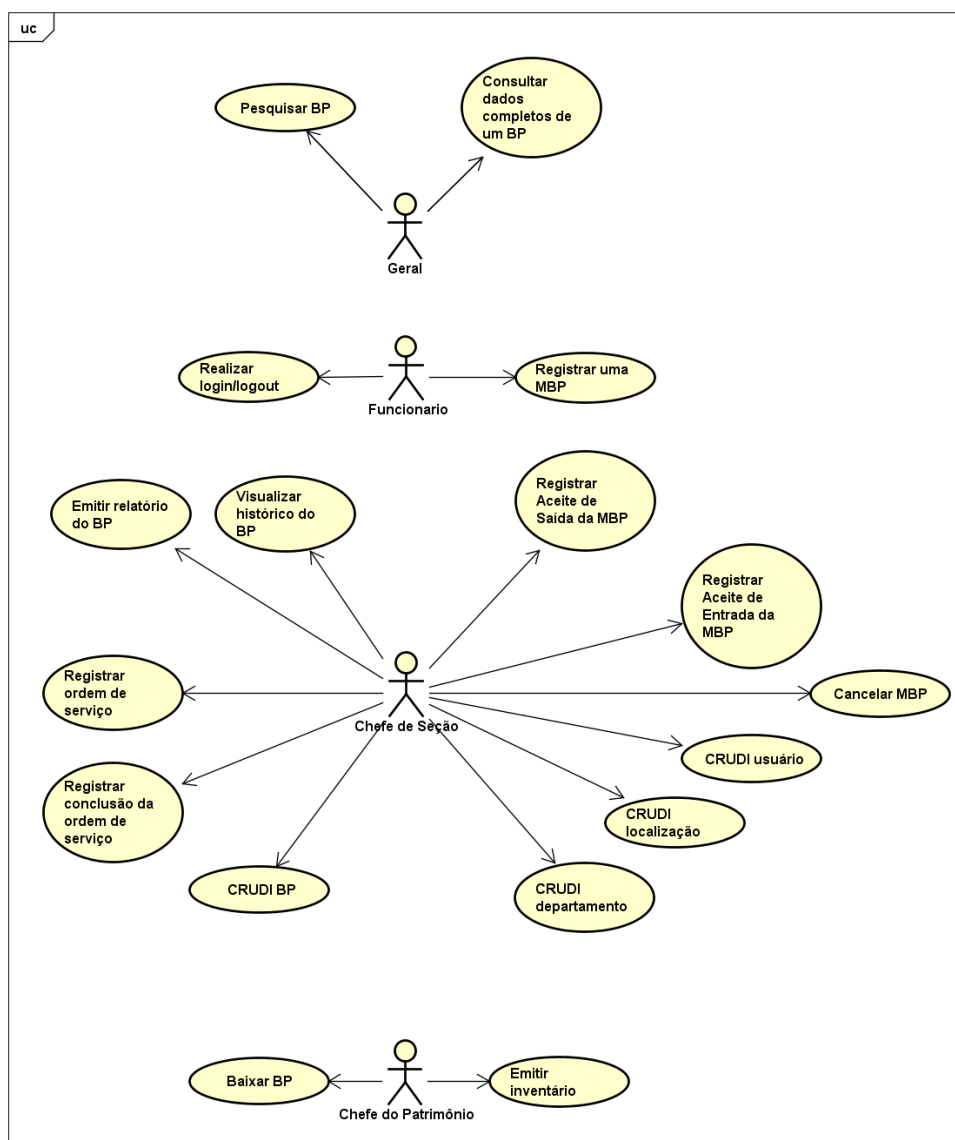 uc
Pesquisar BP
Consultar
dados
completos de
um BP
Geral
Realizar
login/logout
Funcionario
Registrar uma
MBP
Emitir relatório
do BP
Visualizar
histórico do
BP
Registrar
Aceite de
Saída da MBP
Registrar
Aceite de
Entrada da
MBP
Registrar
ordem de
serviço
Chefe de Seção
Cancelar MBP
CRUDI usuário
Registrar
conclusão da
ordem de
serviço
CRUDI
localização
CRUDI BP
CRUDI
departamento
Baixar BP
Chefe do Patrimônio
Emitir
inventário